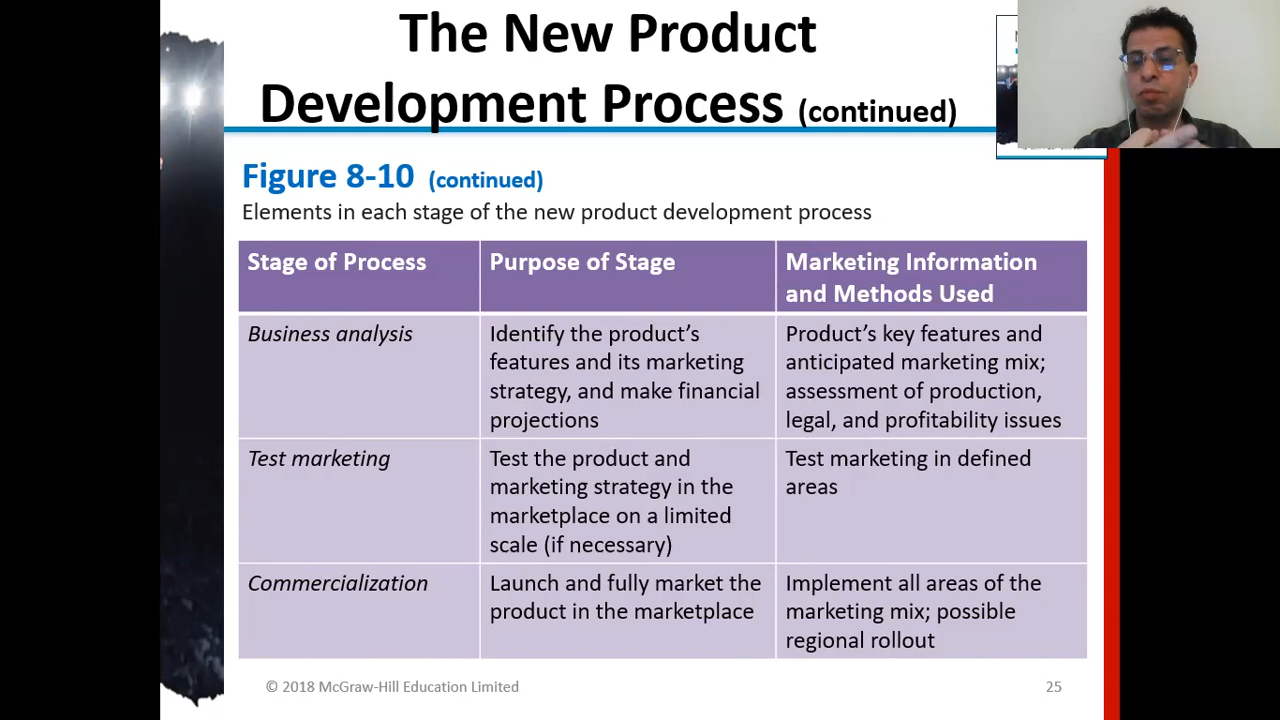 The New Product
Development Process (continued)
Figure 8-10 (continued)
Elements in each stage of the new product development process
Stage of Process
Purpose of Stage
Marketing Information
and Methods Used
Business analysis
Identify the product's
features and its marketing
strategy, and make financial
projections
Product's key features and
anticipated marketing mix;
assessment of production,
legal, and profitability issues
Test marketing
Test the product and
marketing strategy in the
marketplace on a limited
scale (if necessary)
Test marketing in defined
areas
Commercialization
Launch and fully market the
product in the marketplace
Implement all areas of the
marketing mix; possible
regional rollout
© 2018 McGraw-Hill Education Limited
25